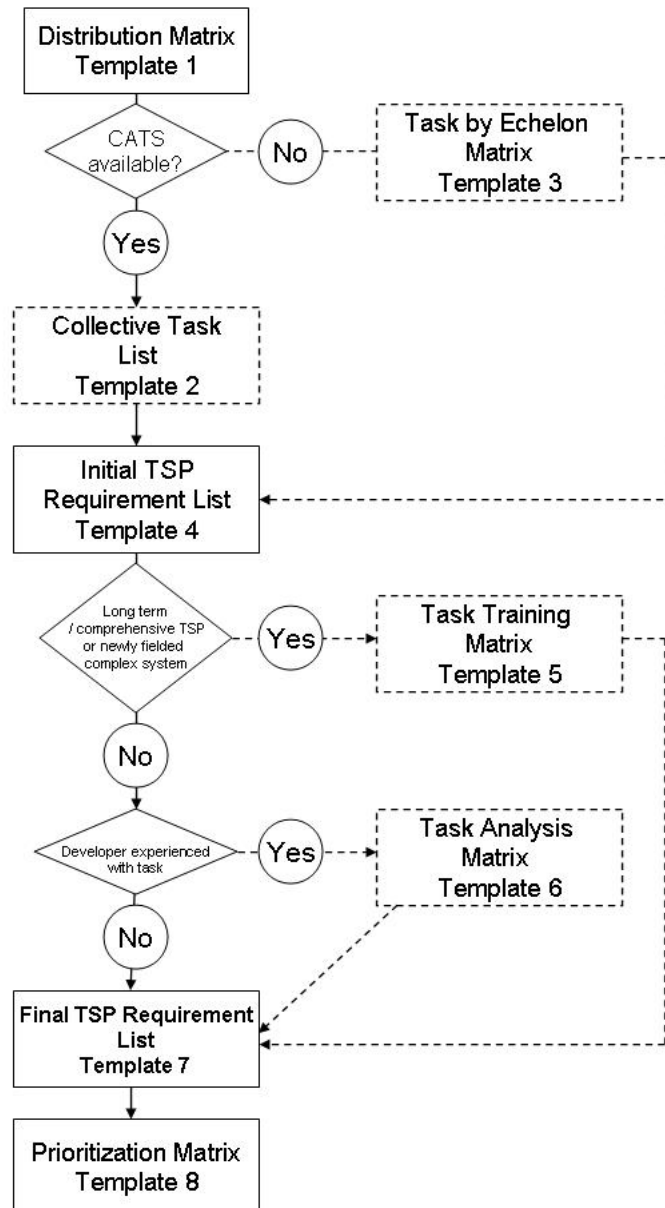 Distribution Matrix
Template 1
CATS
available?
No
Task by Echelon
Matrix
Template 3
Yes
Collective Task
List
Template 2
Initial TSP
Requirement List
Template 4
Long term
/ comprehensive TSP
or newly fielded
complex system
Yes
Task Training
Matrix
Template 5
No
Developer experienced
with task
Yes
Task Analysis
Matrix
Template 6
No
Final TSP Requirement
List
Template 7
Prioritization Matrix
Template 8